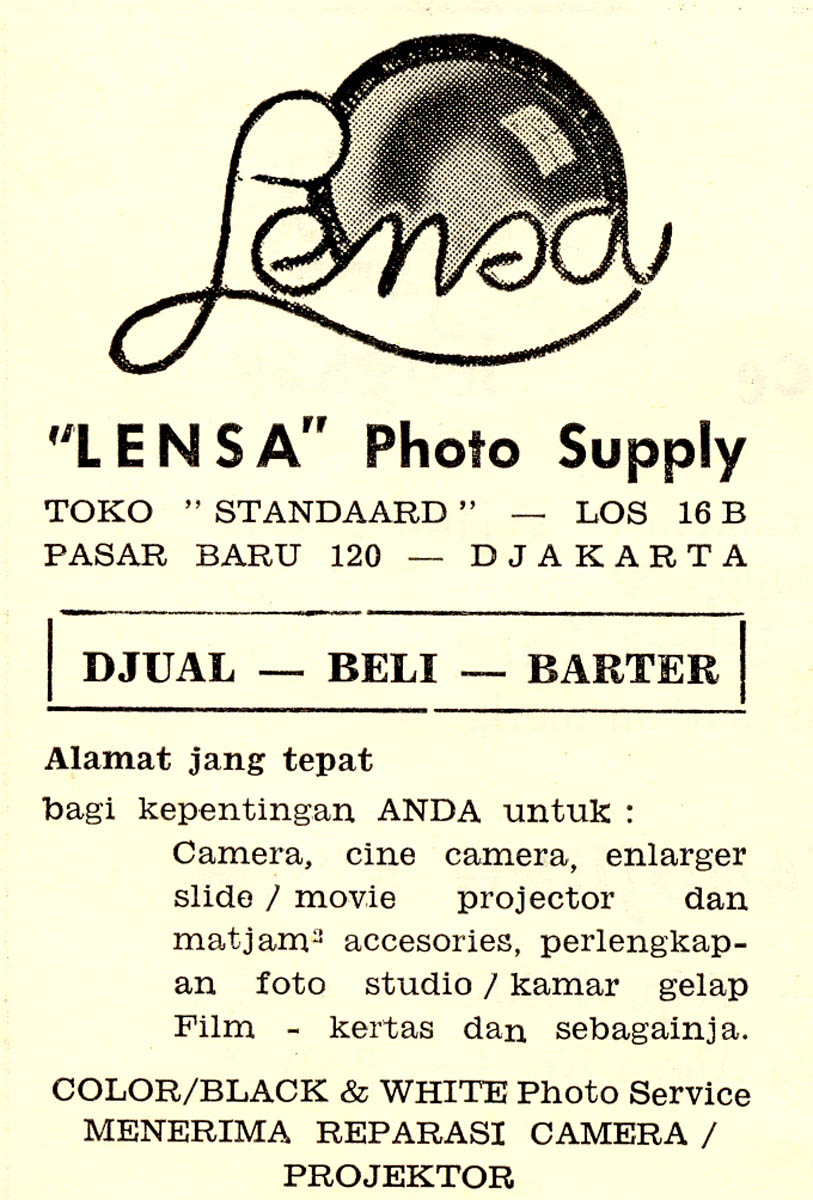 Lensa
"LENSA" Photo Supply
TOKO "STANDAARD" — LOS 16 B
PASAR BARU 120 — DJAKARTA
DJUAL — BELI — BARTER
Alamat jang tepat
bagi kepentingan ANDA untuk :
Camera, cine camera, enlarger
slide / movie projector dan
matjam² accesories, perlengkap-
an foto studio / kamar gelap
Film - kertas dan sebagainja.
COLOR/BLACK & WHITE Photo Service
MENERIMA REPARASI CAMERA /
PROJEKTOR